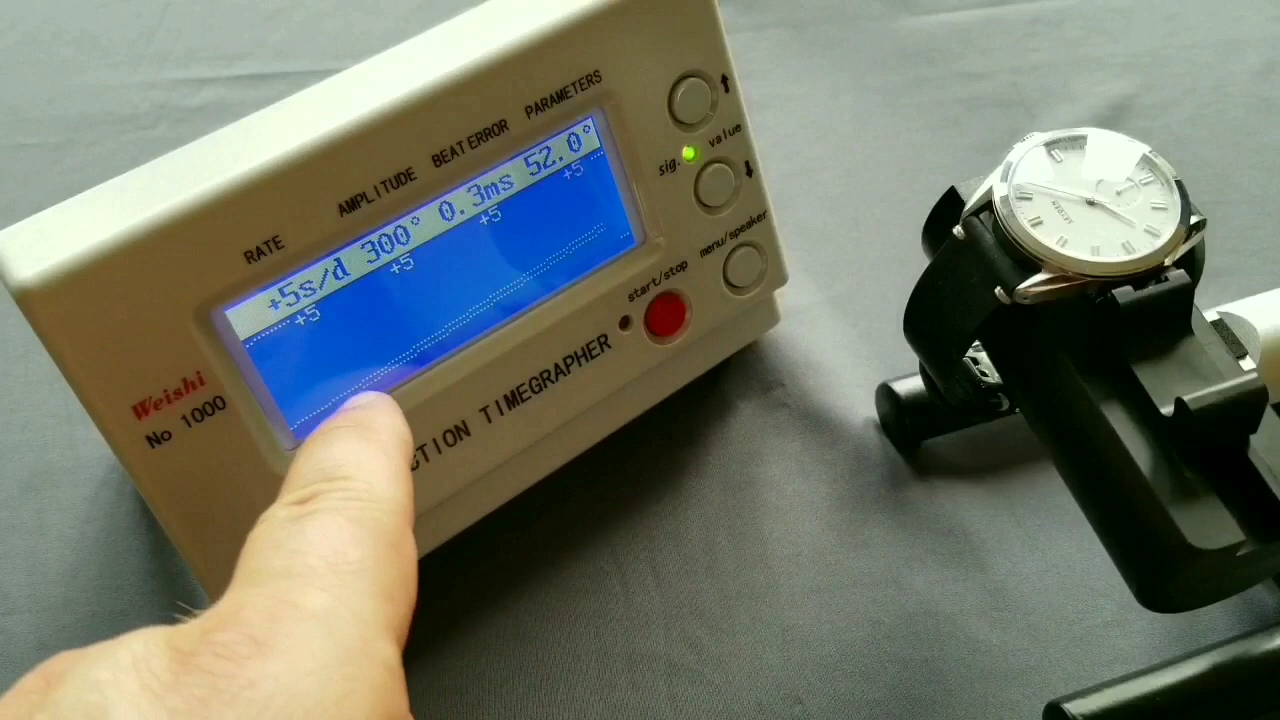 RATE AMPLITUDE BEAT ERROR PARAMETERS
+5s/d 300° 0.3ms 52.0°
+5 +5 +5 +5
sig. value
menu/speaker
start/stop
Weishi
No 1000
CTION TIMEGRAPHER